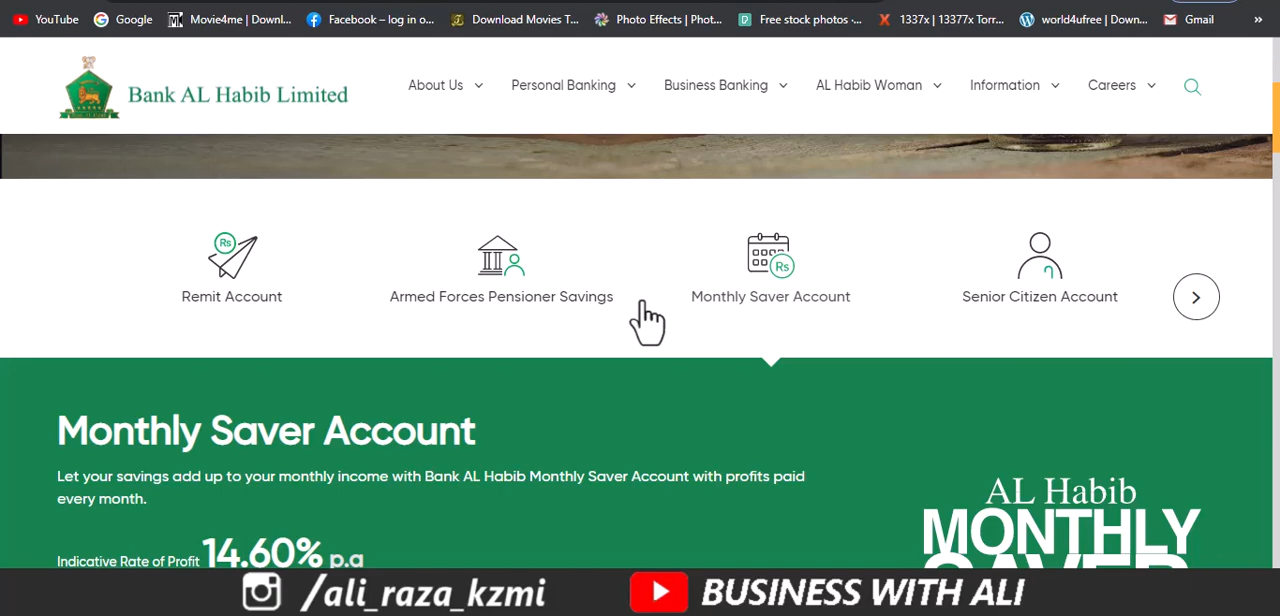 YouTube Google Movie4me | Downl... Facebook – log in o... Download Movies T... Photo Effects | Phot... Free stock photos ·... 1337x | 13377x Torr... world4ufree | Down... Gmail »
Bank AL Habib Limited About Us Personal Banking Business Banking AL Habib Woman Information Careers
Rs Rs
Remit Account Armed Forces Pensioner Savings Monthly Saver Account Senior Citizen Account
Monthly Saver Account
Let your savings add up to your monthly income with Bank AL Habib Monthly Saver Account with profits paid
every month.
AL Habib
MONTHLY
SAVER
Indicative Rate of Profit 14.60% p.a
/ali_raza_kzmi BUSINESS WITH ALI